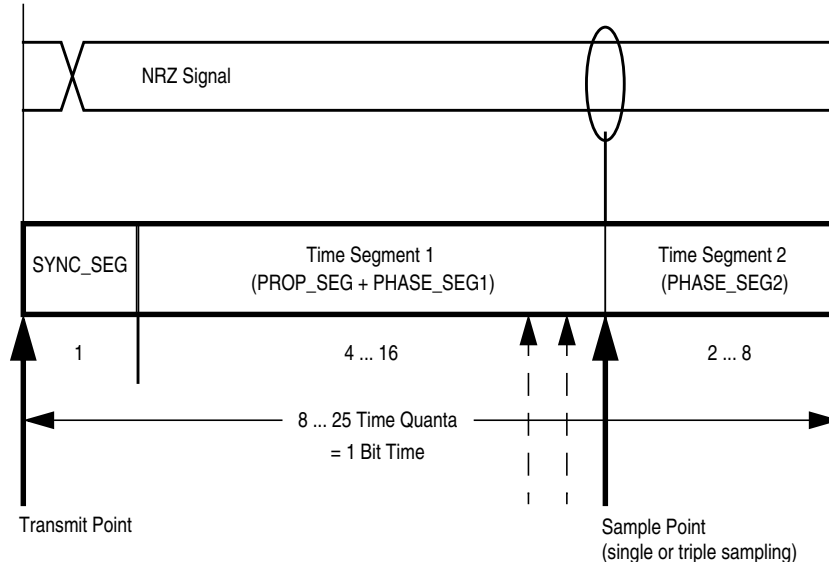 NRZ Signal
SYNC_SEG
Time Segment 1
(PROP_SEG + PHASE_SEG1)
Time Segment 2
(PHASE_SEG2)
1
4 ... 16
2 ... 8
8 ... 25 Time Quanta
= 1 Bit Time
Transmit Point
Sample Point
(single or triple sampling)